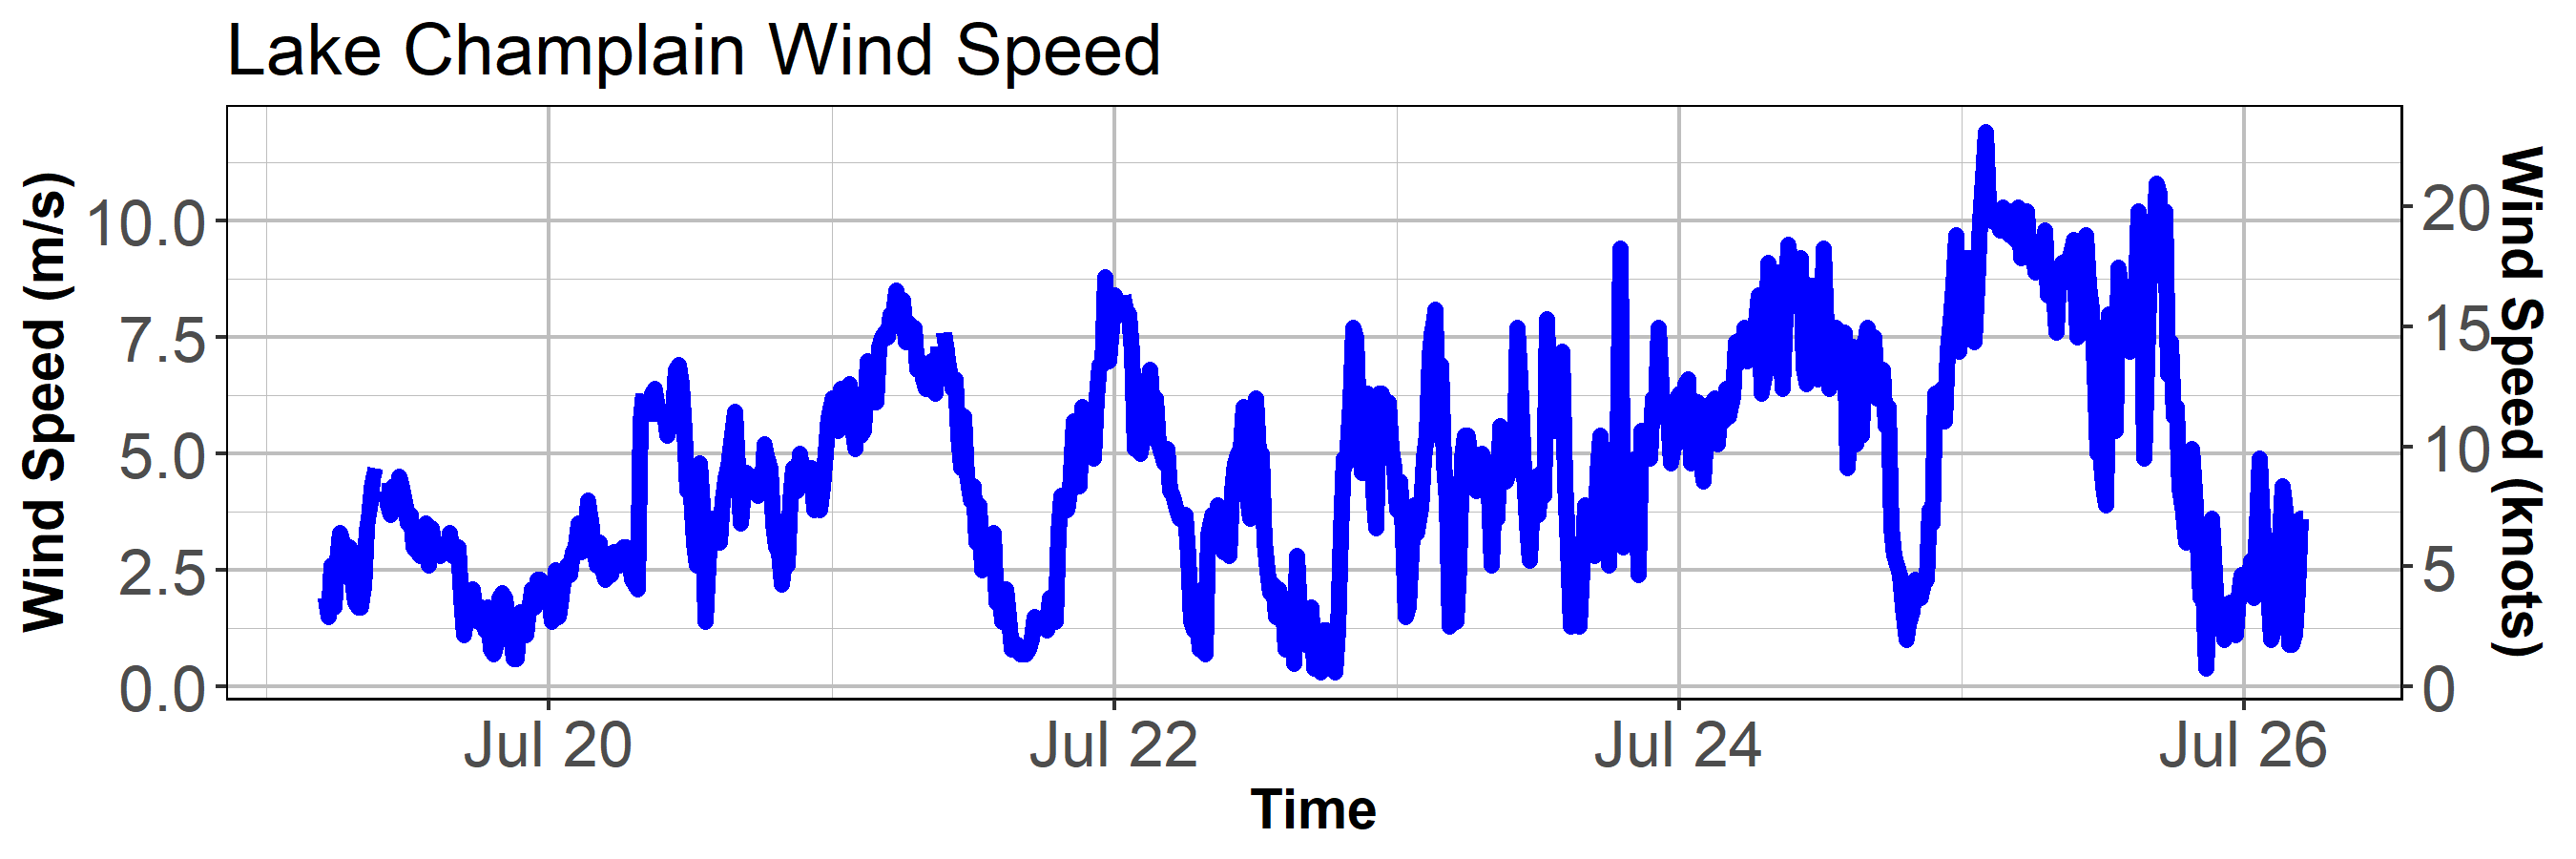 Lake Champlain Wind Speed
Wind Speed (m/s)
10.0
7.5
5.0
2.5
0.0
20
15
10
5
0
Wind Speed (knots)
Jul 20
Jul 22
Jul 24
Jul 26
Time